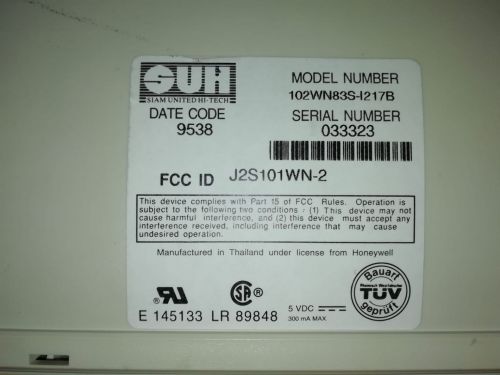 SUH
SIAM UNITED HI-TECH
MODEL NUMBER
102WN83S-I217B
DATE CODE
9538
SERIAL NUMBER
033323
FCC ID J2S101WN-2
This device complies with Part 15 of FCC Rules. Operation is
subject to the following two conditions : (1) This device may not
cause harmful interference, and (2) this device must accept any
interference received, including interference that may cause
undesired operation.
Manufactured in Thailand under license from Honeywell
Bauart
TÜV
geprüft
E 145133 LR 89848
5 VDC
300 mA MAX